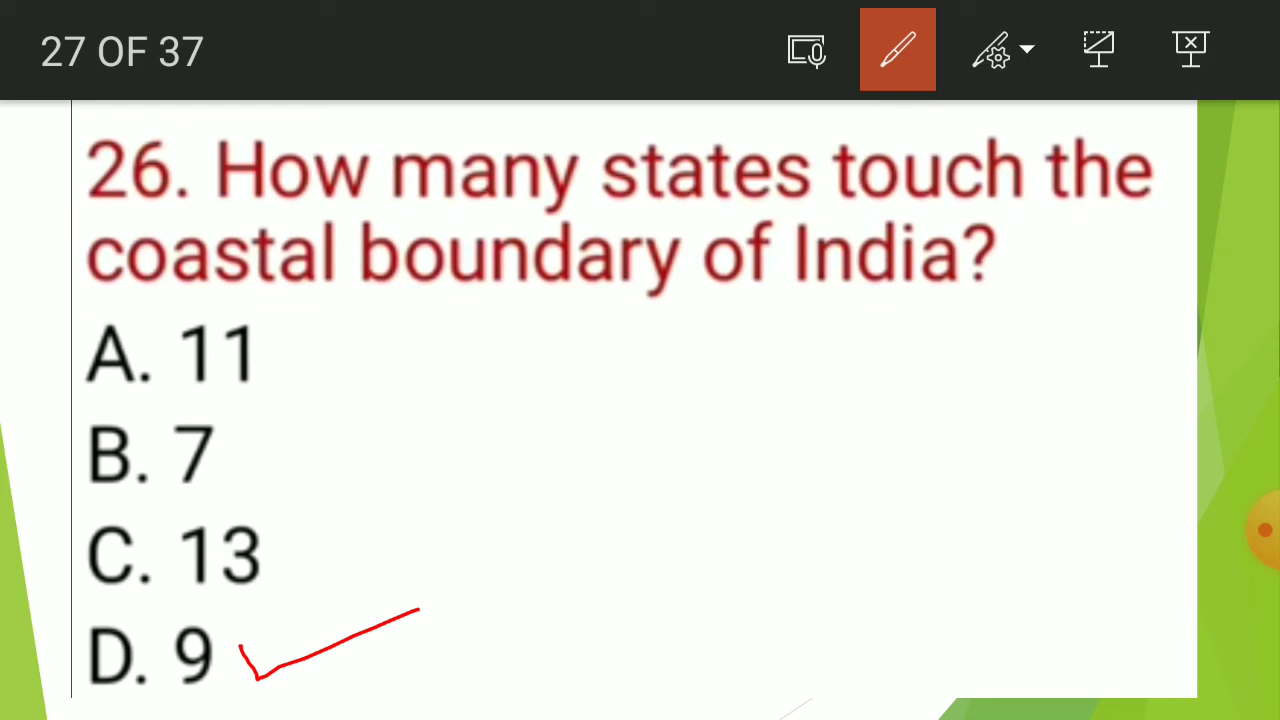 27 OF 37
26. How many states touch the
coastal boundary of India?
A. 11
B. 7
C. 13
D. 9